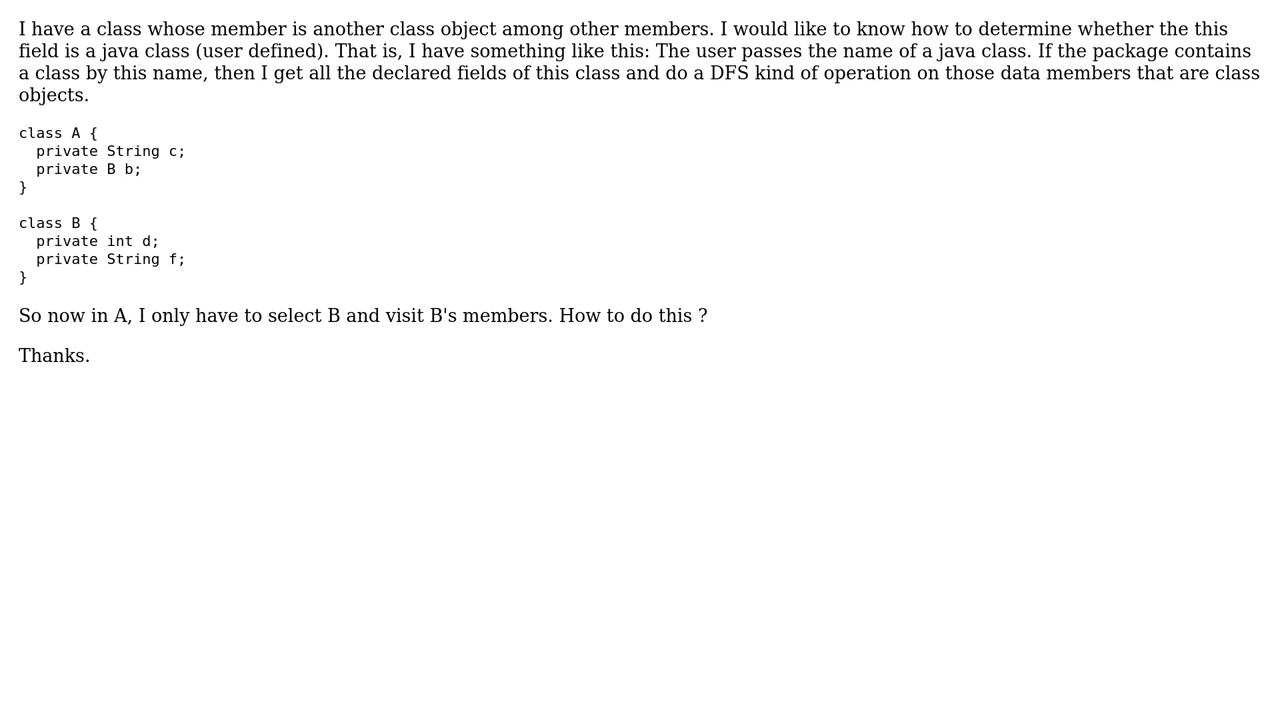 I have a class whose member is another class object among other members. I would like to know how to determine whether the this
field is a java class (user defined). That is, I have something like this: The user passes the name of a java class. If the package contains
a class by this name, then I get all the declared fields of this class and do a DFS kind of operation on those data members that are class
objects.
class A {
  private String c;
  private B b;
}
class B {
  private int d;
  private String f;
}
So now in A, I only have to select B and visit B's members. How to do this ?
Thanks.